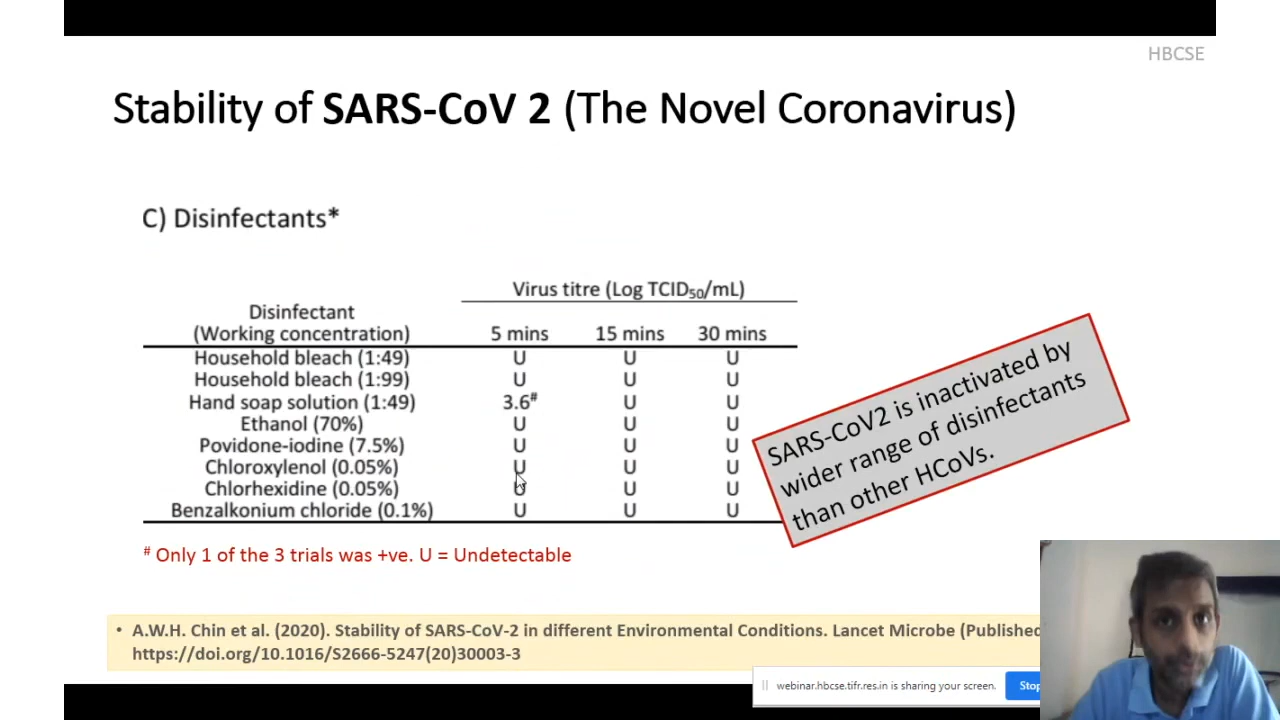 HBCSE
Stability of SARS-CoV 2 (The Novel Coronavirus)
C) Disinfectants*
Virus titre (Log TCID₅₀/mL)
Disinfectant
(Working concentration) 5 mins 15 mins 30 mins
Household bleach (1:49) U U U
Household bleach (1:99) U U U
Hand soap solution (1:49) 3.6# U U
Ethanol (70%) U U U
Povidone-iodine (7.5%) U U U
Chloroxylenol (0.05%) U U U
Chlorhexidine (0.05%) U U U
Benzalkonium chloride (0.1%) U U U
# Only 1 of the 3 trials was +ve. U = Undetectable
SARS-CoV2 is inactivated by
wider range of disinfectants
than other HCoVs.
• A.W.H. Chin et al. (2020). Stability of SARS-CoV-2 in different Environmental Conditions. Lancet Microbe (Published
https://doi.org/10.1016/S2666-5247(20)30003-3
webinar.hbcse.tifr.res.in is sharing your screen. Stop